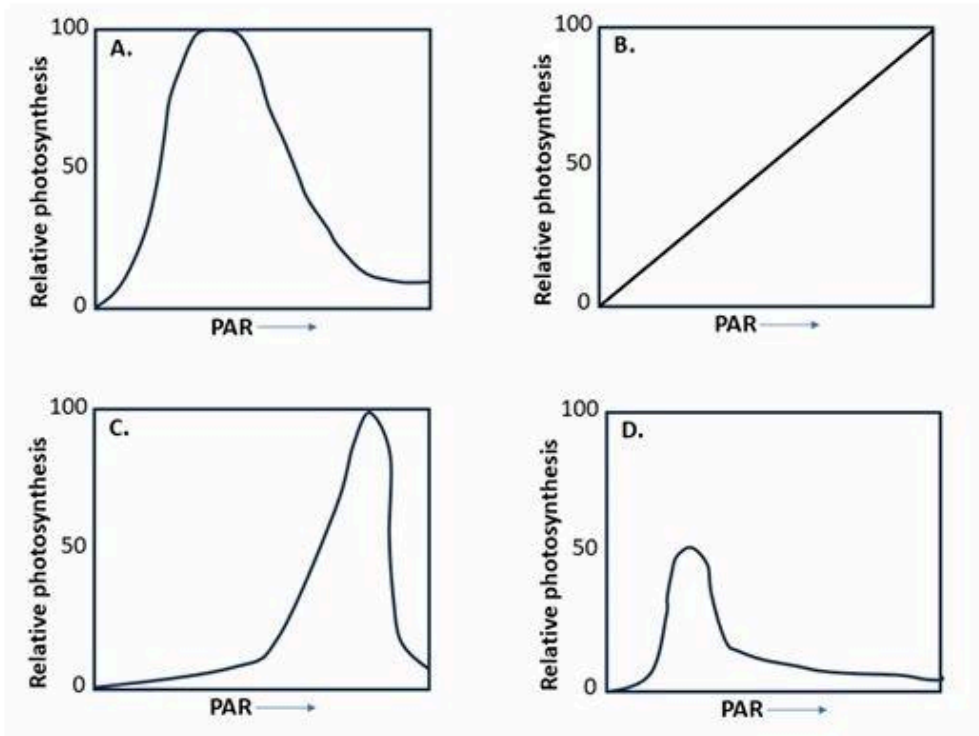 A.
100
50
0
Relative photosynthesis
PAR
B.
100
50
0
Relative photosynthesis
PAR
C.
100
50
0
Relative photosynthesis
PAR
D.
100
50
0
Relative photosynthesis
PAR